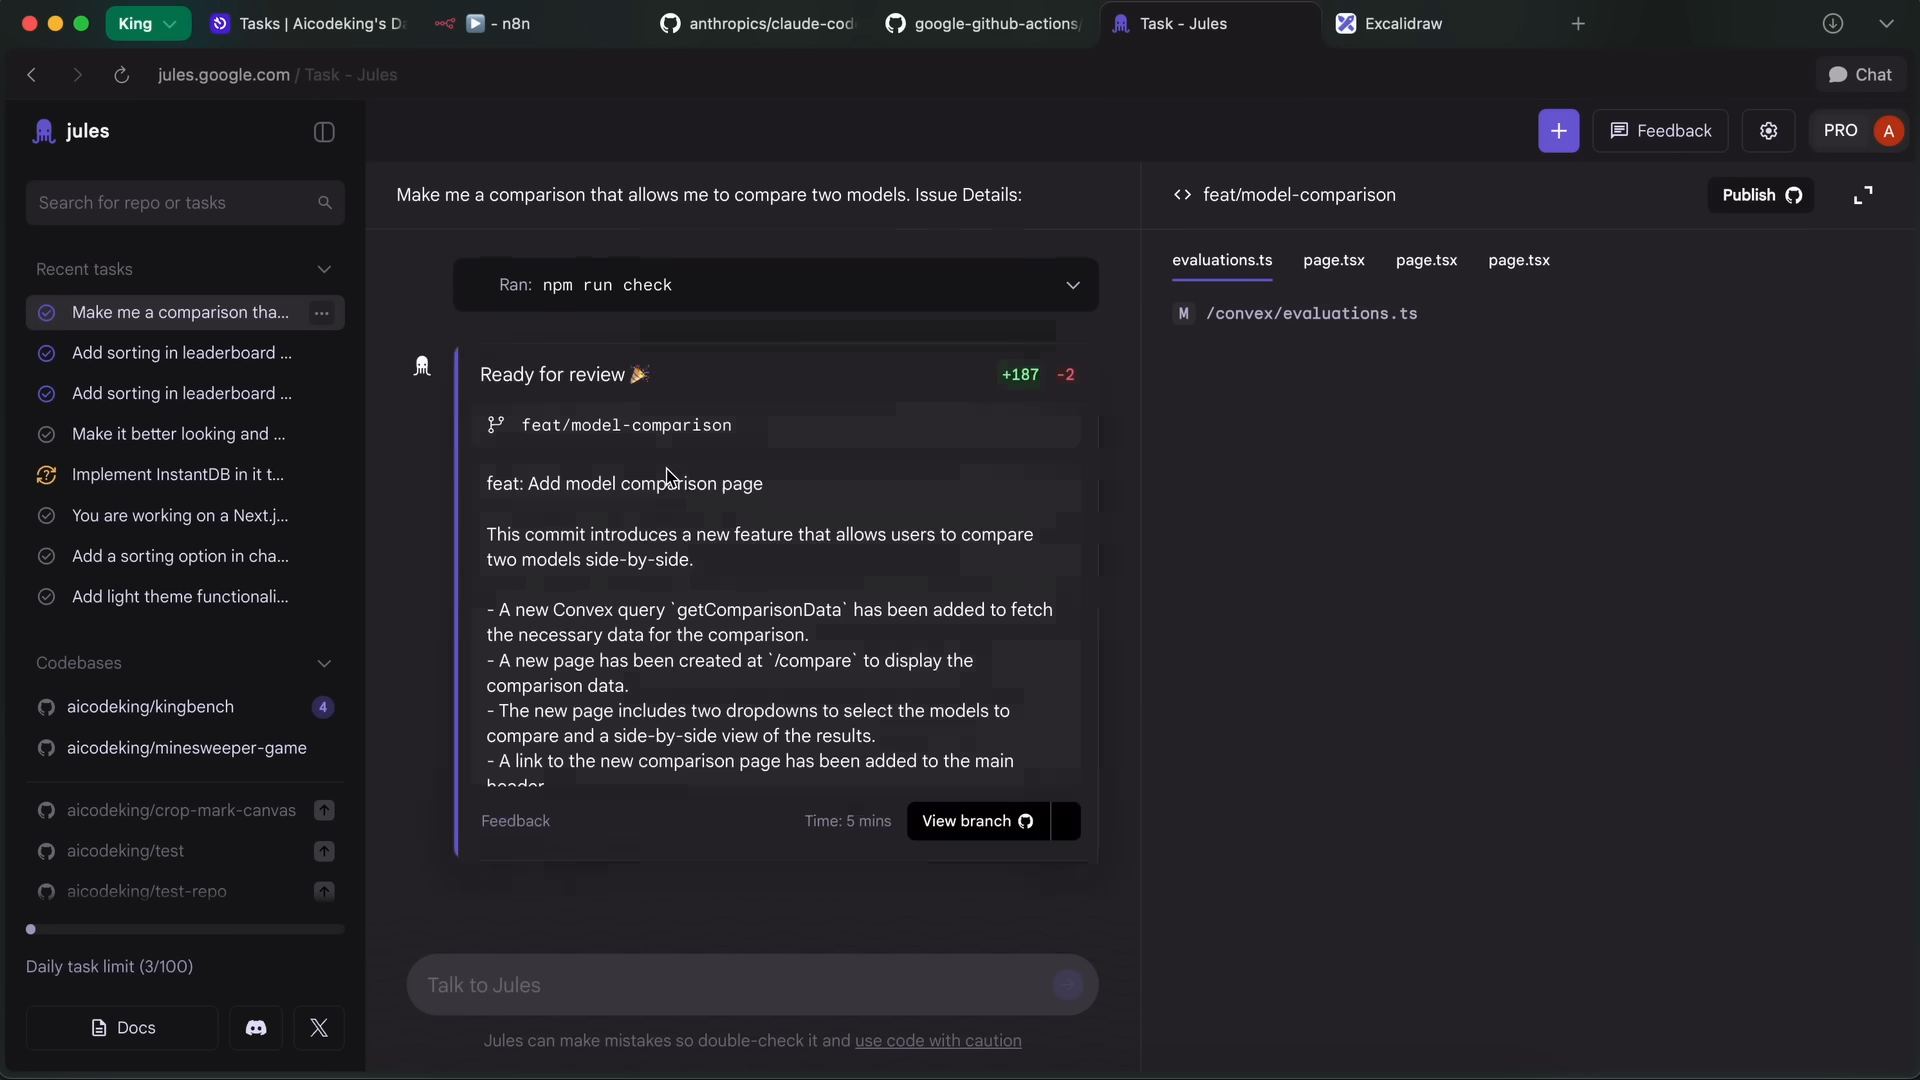 King
Tasks | Aicodeking's Da
- n8n
anthropics/claude-cod
google-github-actions/
Task - Jules
Excalidraw
jules.google.com / Task - Jules
Chat
jules
Feedback
PRO
A
Search for repo or tasks
Make me a comparison that allows me to compare two models. Issue Details:
feat/model-comparison
Publish
Recent tasks
Make me a comparison tha...
Add sorting in leaderboard ...
Add sorting in leaderboard ...
Make it better looking and ...
Implement InstantDB in it t...
You are working on a Next.j...
Add a sorting option in cha...
Add light theme functionali...
Codebases
aicodeking/kingbench
4
aicodeking/minesweeper-game
aicodeking/crop-mark-canvas
aicodeking/test
aicodeking/test-repo
Daily task limit (3/100)
Docs
Ran: npm run check
Ready for review
+187 -2
feat/model-comparison
feat: Add model comparison page
This commit introduces a new feature that allows users to compare
two models side-by-side.
- A new Convex query `getComparisonData` has been added to fetch
the necessary data for the comparison.
- A new page has been created at `/compare` to display the
comparison data.
- The new page includes two dropdowns to select the models to
compare and a side-by-side view of the results.
- A link to the new comparison page has been added to the main
header.
Feedback
Time: 5 mins
View branch
Talk to Jules
Jules can make mistakes so double-check it and use code with caution
evaluations.ts
page.tsx
page.tsx
page.tsx
M /convex/evaluations.ts